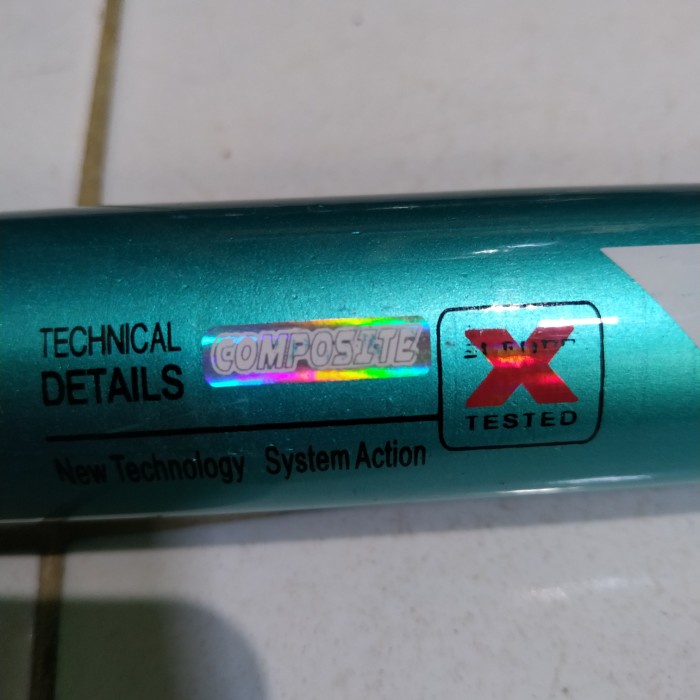 TECHNICAL
DETAILS
COMPOSITE
New Technology System Action
X
TESTED